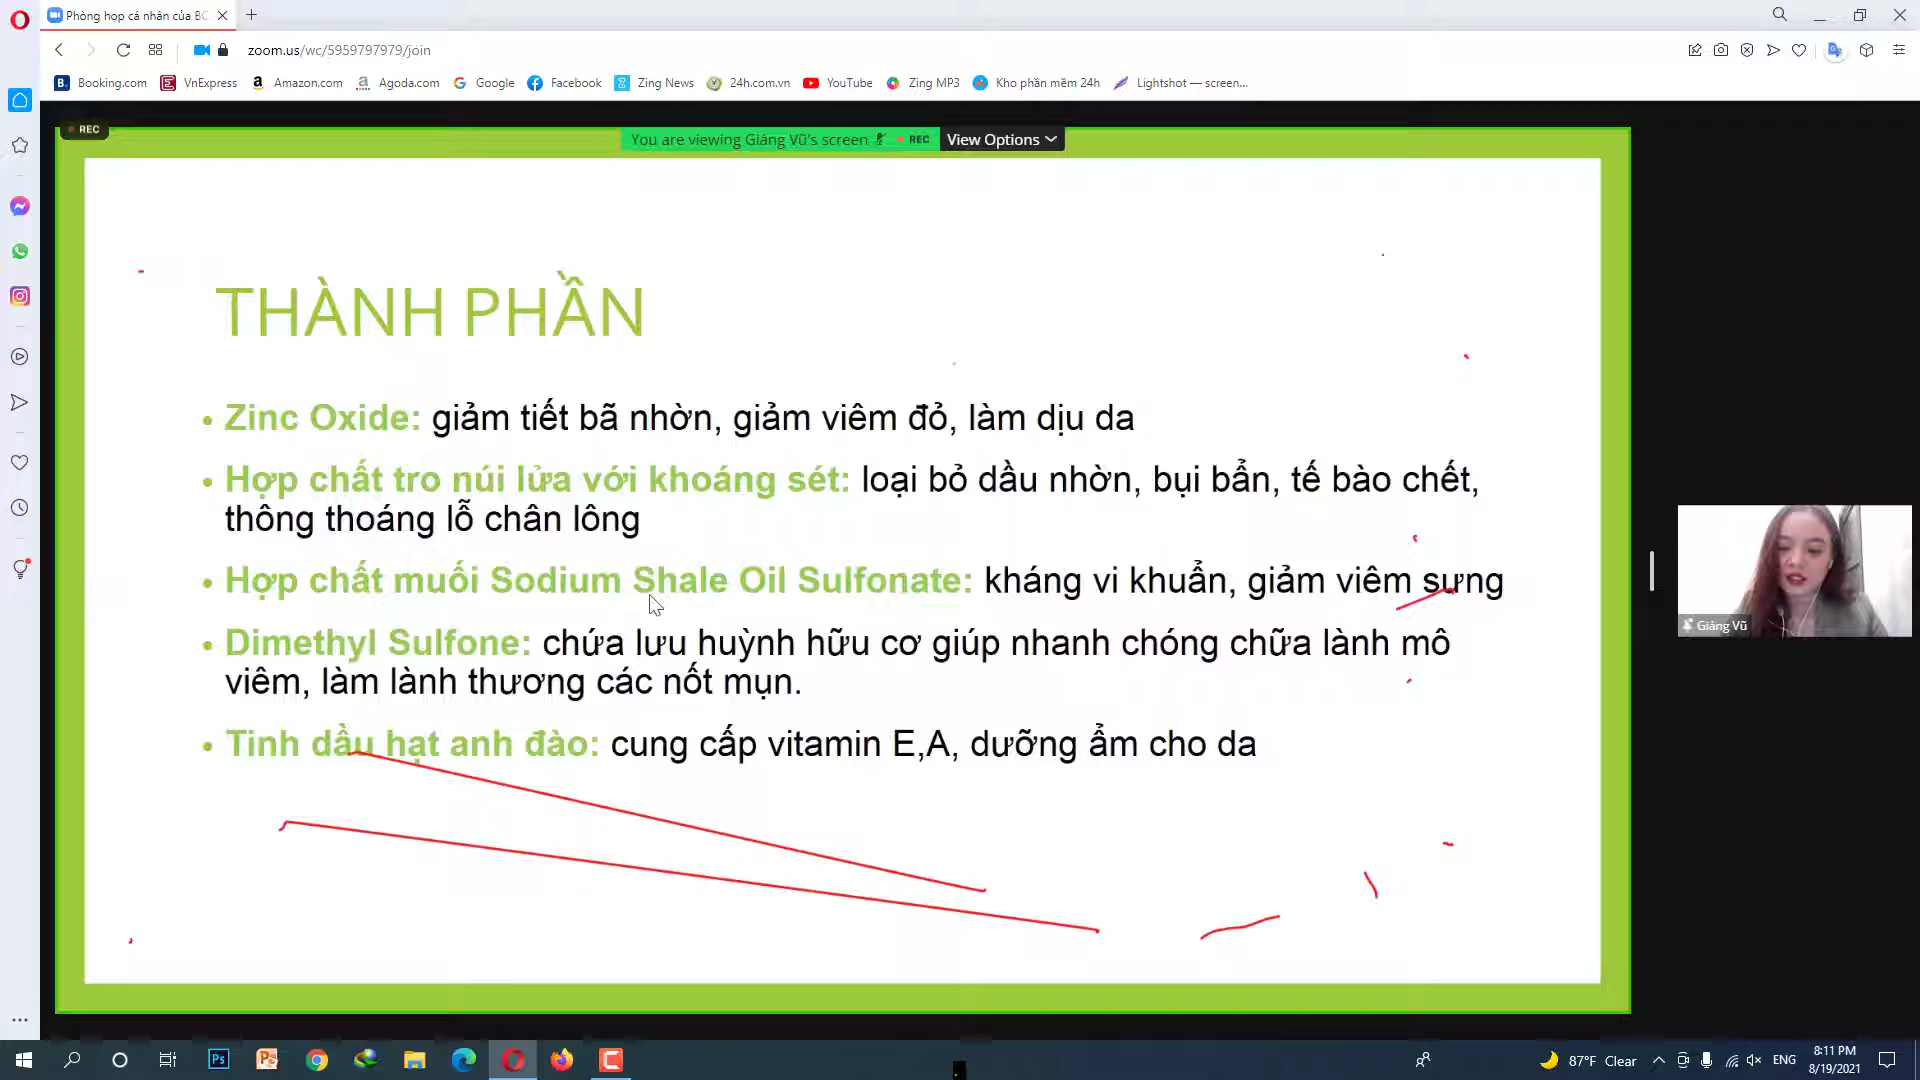 Phòng họp cá nhân của BC
zoom.us/wc/5959797979/join
Booking.com VnExpress Amazon.com Agoda.com Google Facebook Zing News 24h.com.vn YouTube Zing MP3 Kho phần mềm 24h Lightshot — screen...
REC
You are viewing Giáng Vũ's screen REC View Options
THÀNH PHẦN
• Zinc Oxide: giảm tiết bã nhờn, giảm viêm đỏ, làm dịu da
• Hợp chất tro núi lửa với khoáng sét: loại bỏ dầu nhờn, bụi bẩn, tế bào chết,
thông thoáng lỗ chân lông
• Hợp chất muối Sodium Shale Oil Sulfonate: kháng vi khuẩn, giảm viêm sưng
• Dimethyl Sulfone: chứa lưu huỳnh hữu cơ giúp nhanh chóng chữa lành mô
viêm, làm lành thương các nốt mụn.
• Tinh dầu hạt anh đào: cung cấp vitamin E,A, dưỡng ẩm cho da
Giáng Vũ
87°F Clear
ENG
8:11 PM
8/19/2021